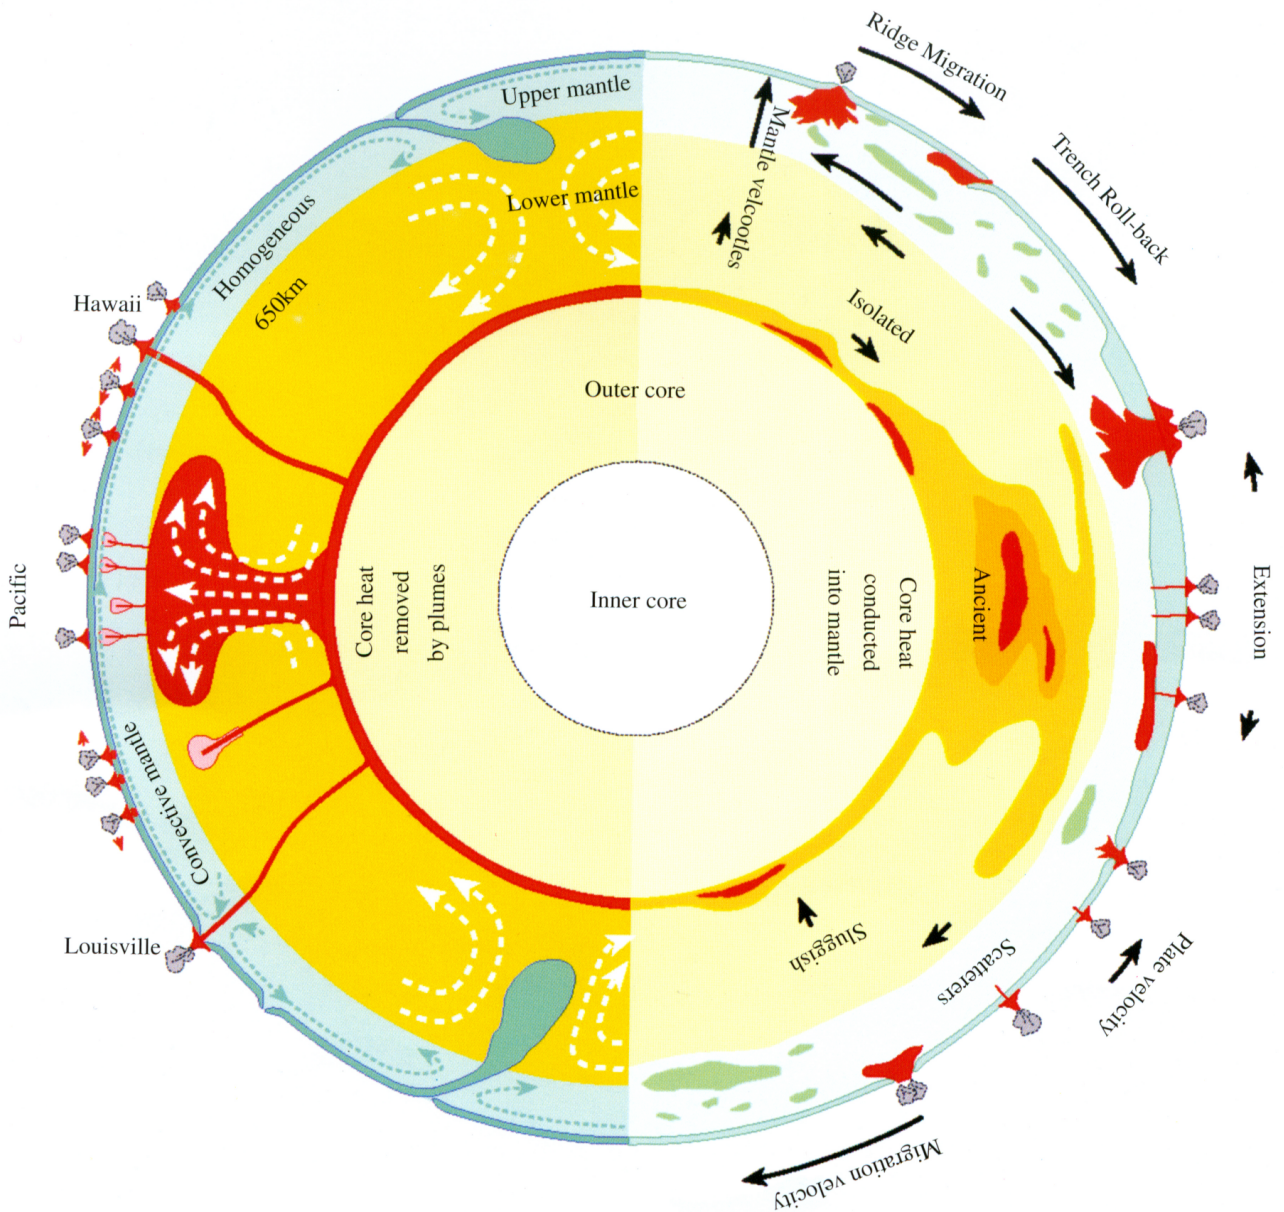 Ridge Migration
Trench Roll-back
Upper mantle
Mantle velcootles
Lower mantle
Homogeneous
650km
Hawaii
Isolated
Outer core
Pacific
Core heat
removed
by plumes
Inner core
Core heat
conducted
into mantle
Ancient
Extension
Convective mantle
Louisville
Sluggish
Scatterers
Plate velocity
Migration velocity